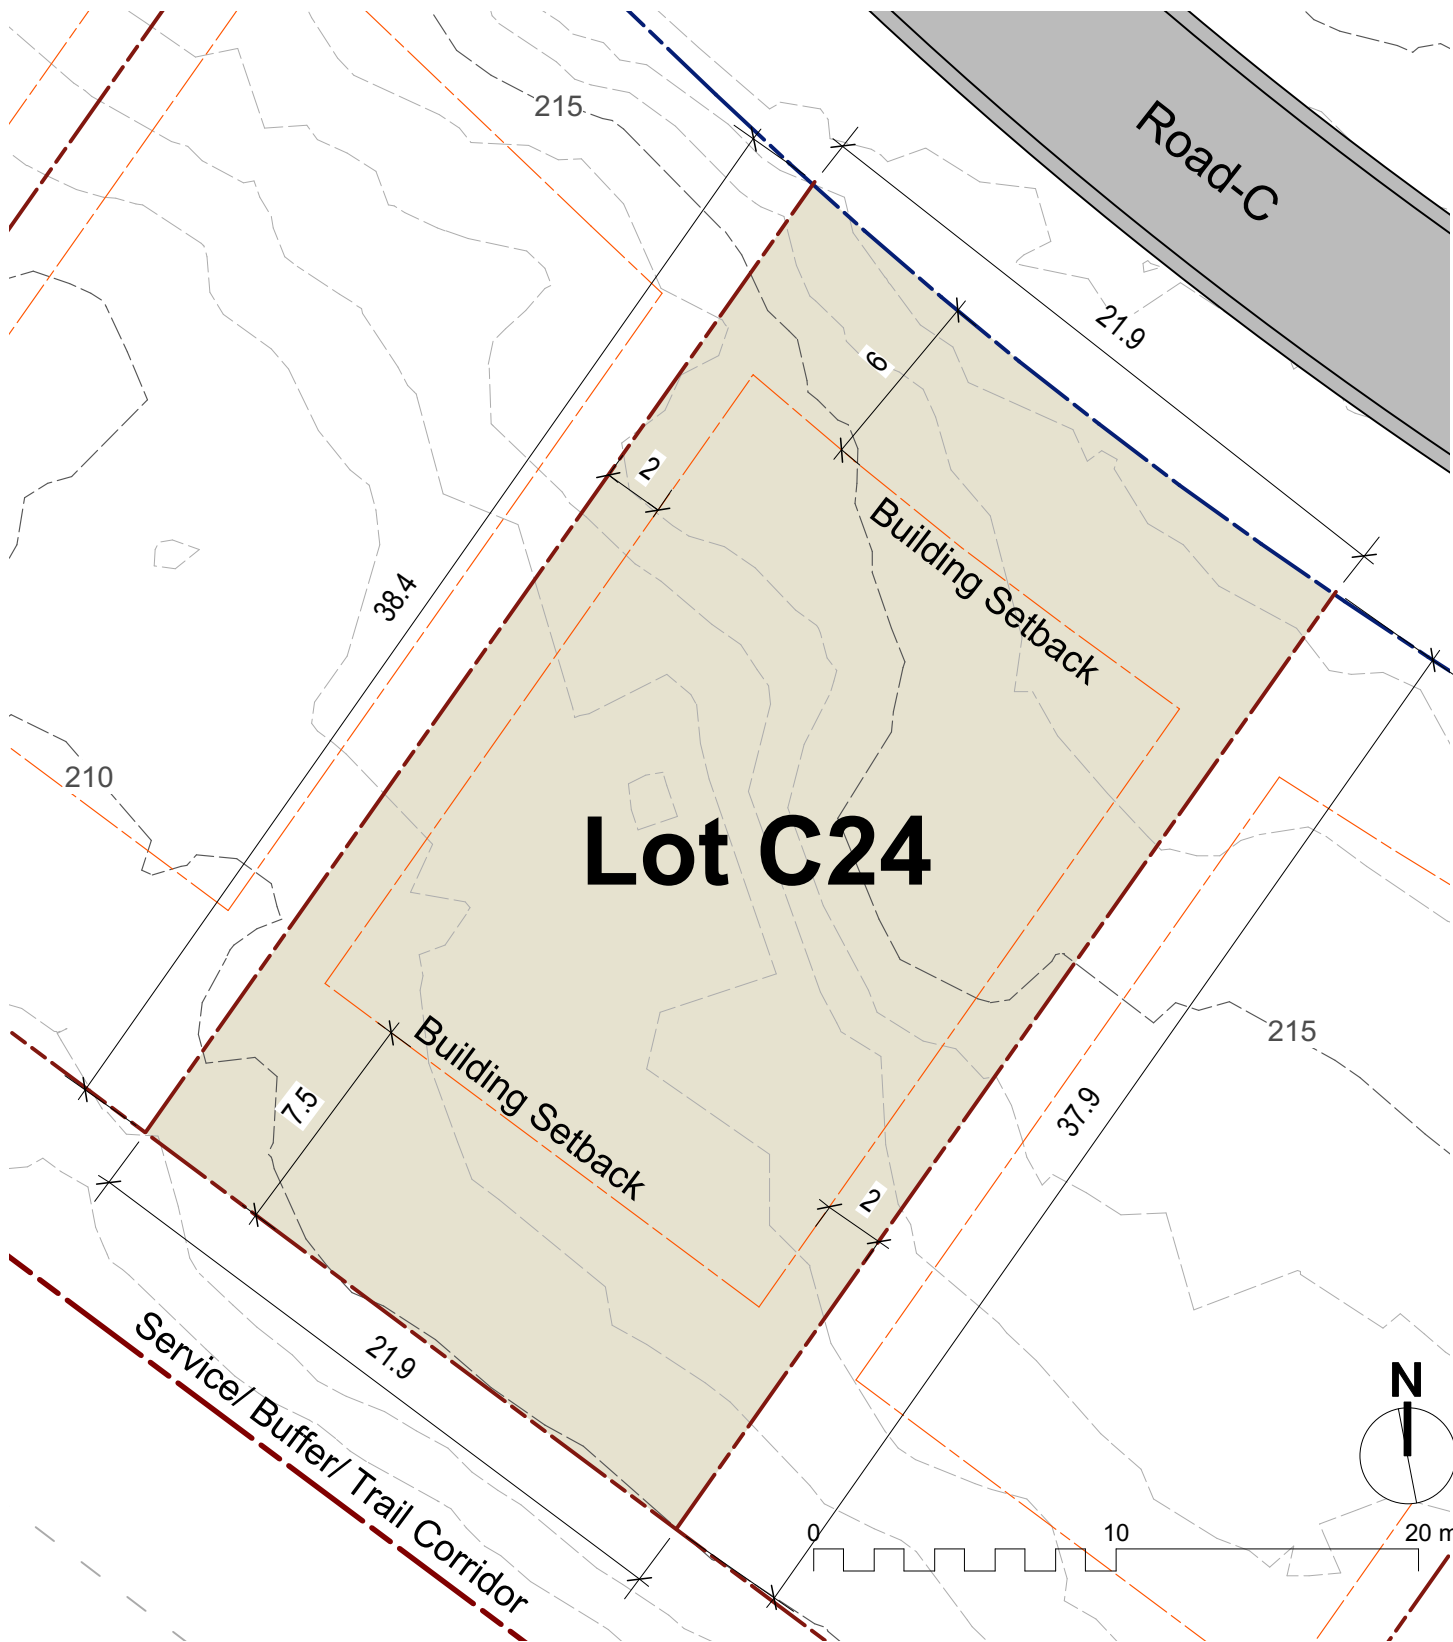 215
Road-C
21.9
6
2
Building Setback
38.4
210
Lot C24
215
37.9
Building Setback
7.5
2
21.9
Service/ Buffer/ Trail Corridor
N
0 10 20 m